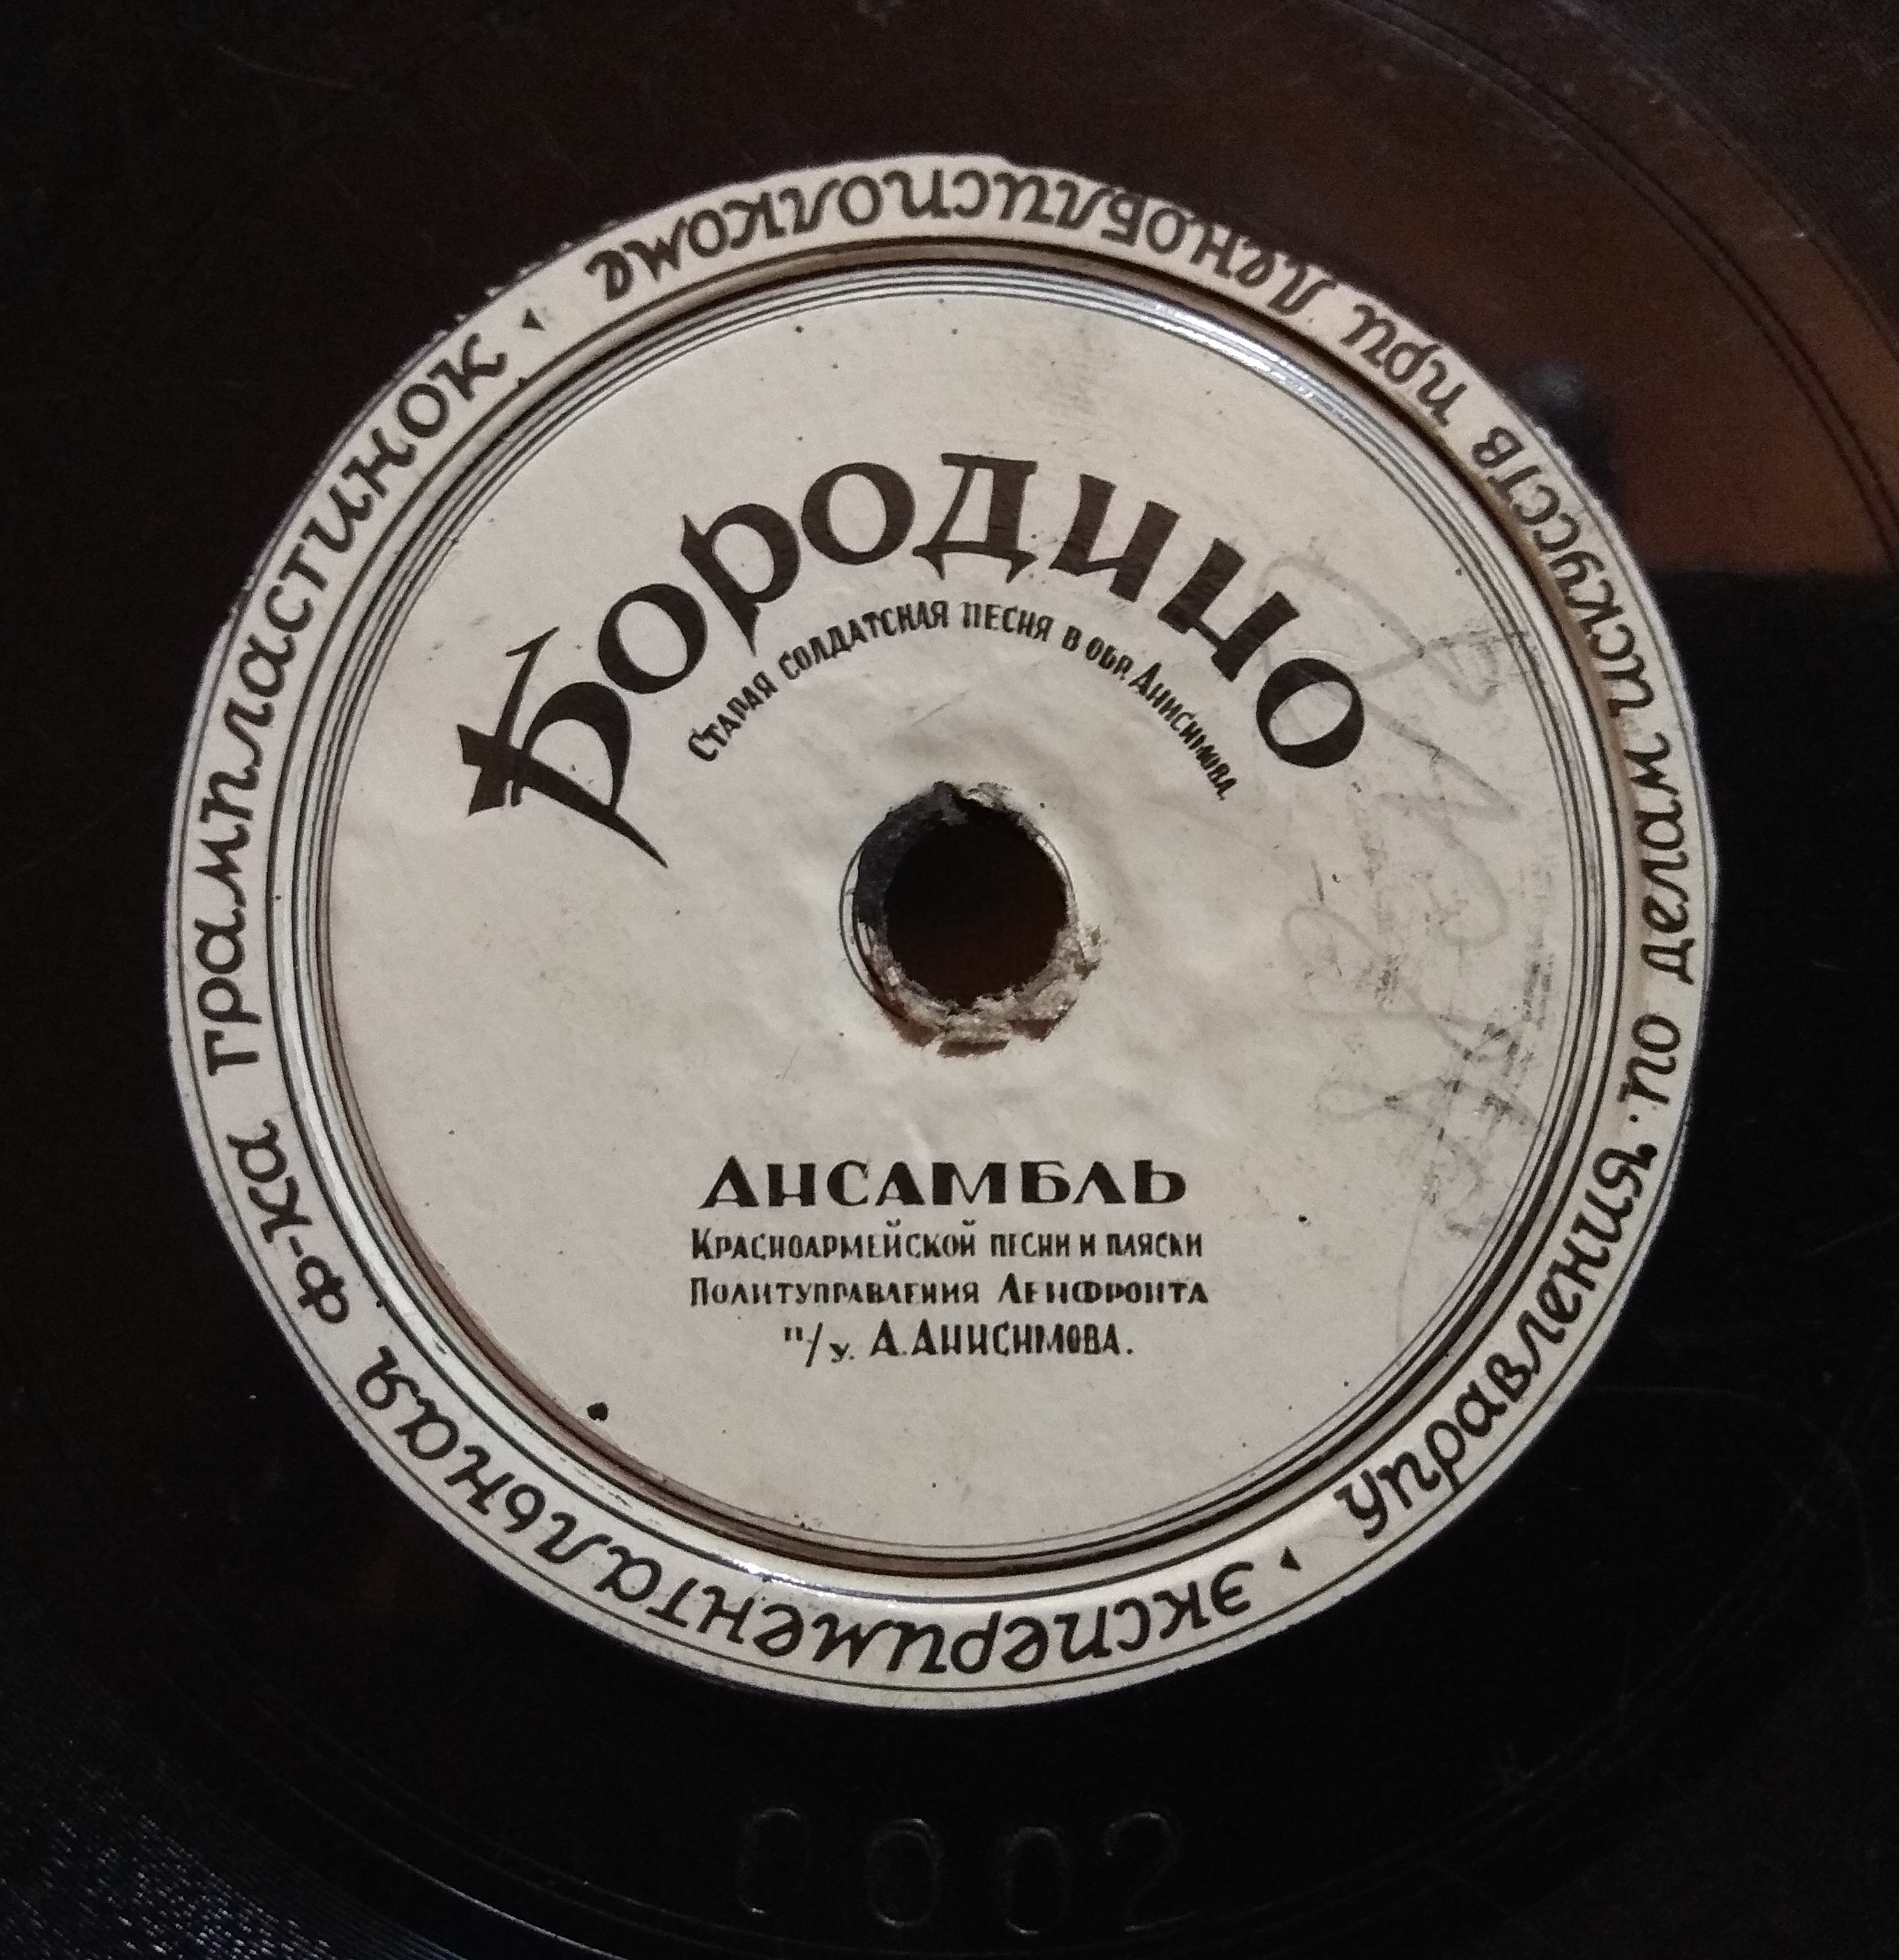 Бородино
Старая солдатская песня в обр. Анисимова.
Ансамбль
Красноармейской песни и пляски
Политуправления Ленфронта
п/у. А. Анисимова.
Экспериментальная ф-ка грампластинок
Управления по делам искусств при Леноблисполкоме
0002